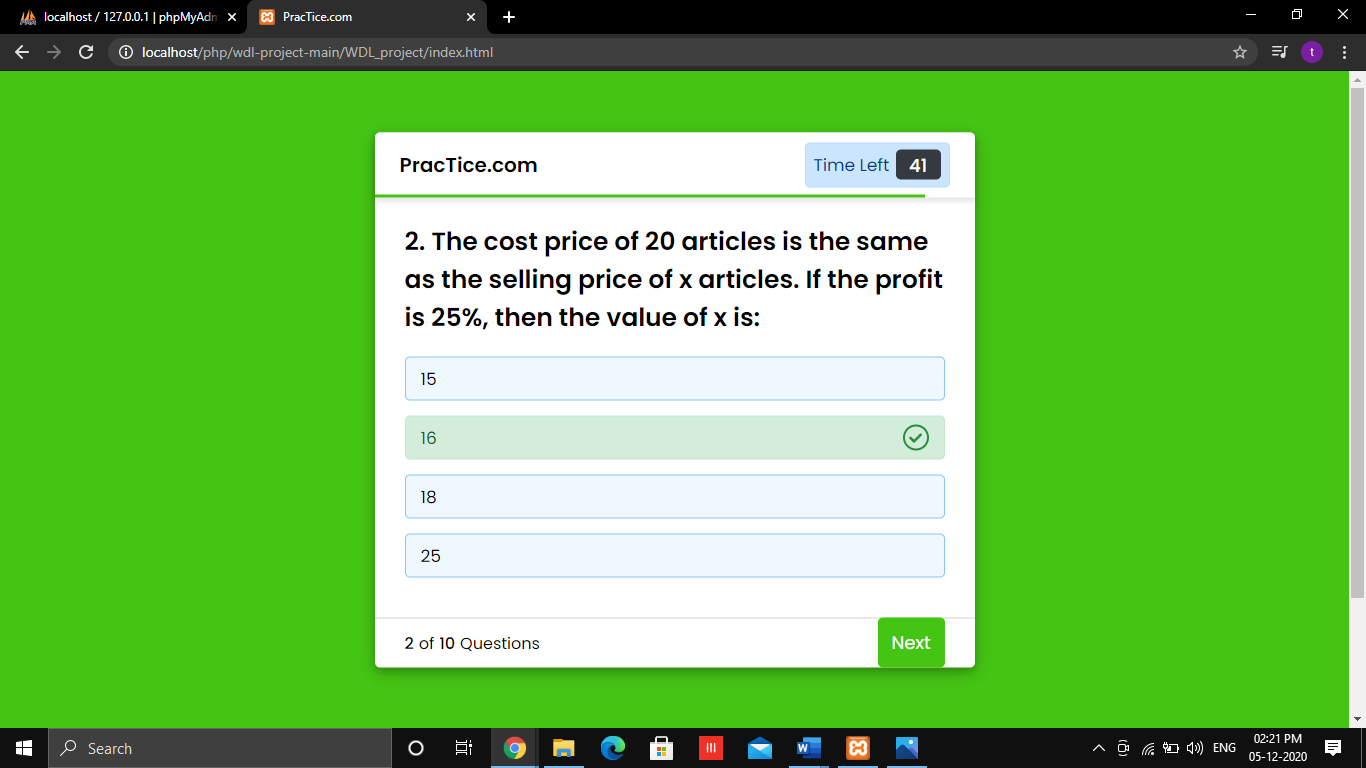 localhost / 127.0.0.1 | phpMyAdm
PracTice.com
localhost/php/wdl-project-main/WDL_project/index.html
t
PracTice.com
Time Left 41
2. The cost price of 20 articles is the same
as the selling price of x articles. If the profit
is 25%, then the value of x is:
15
16
18
25
2 of 10 Questions
Next
Search
ENG
02:21 PM
05-12-2020